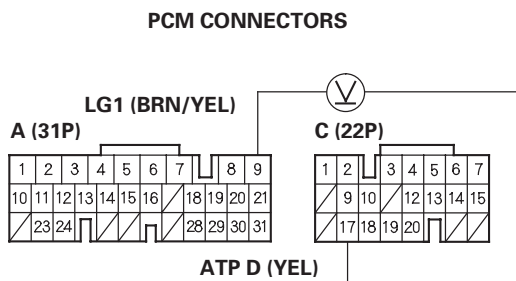 PCM CONNECTORS
LG1 (BRN/YEL)
V
A (31P)
C (22P)
1 2 3 4 5 6 7 8 9
1 2 3 4 5 6 7
10 11 12 13 14 15 16 18 19 20 21
9 10 12 13 14 15
23 24 28 29 30 31
17 18 19 20
ATP D (YEL)